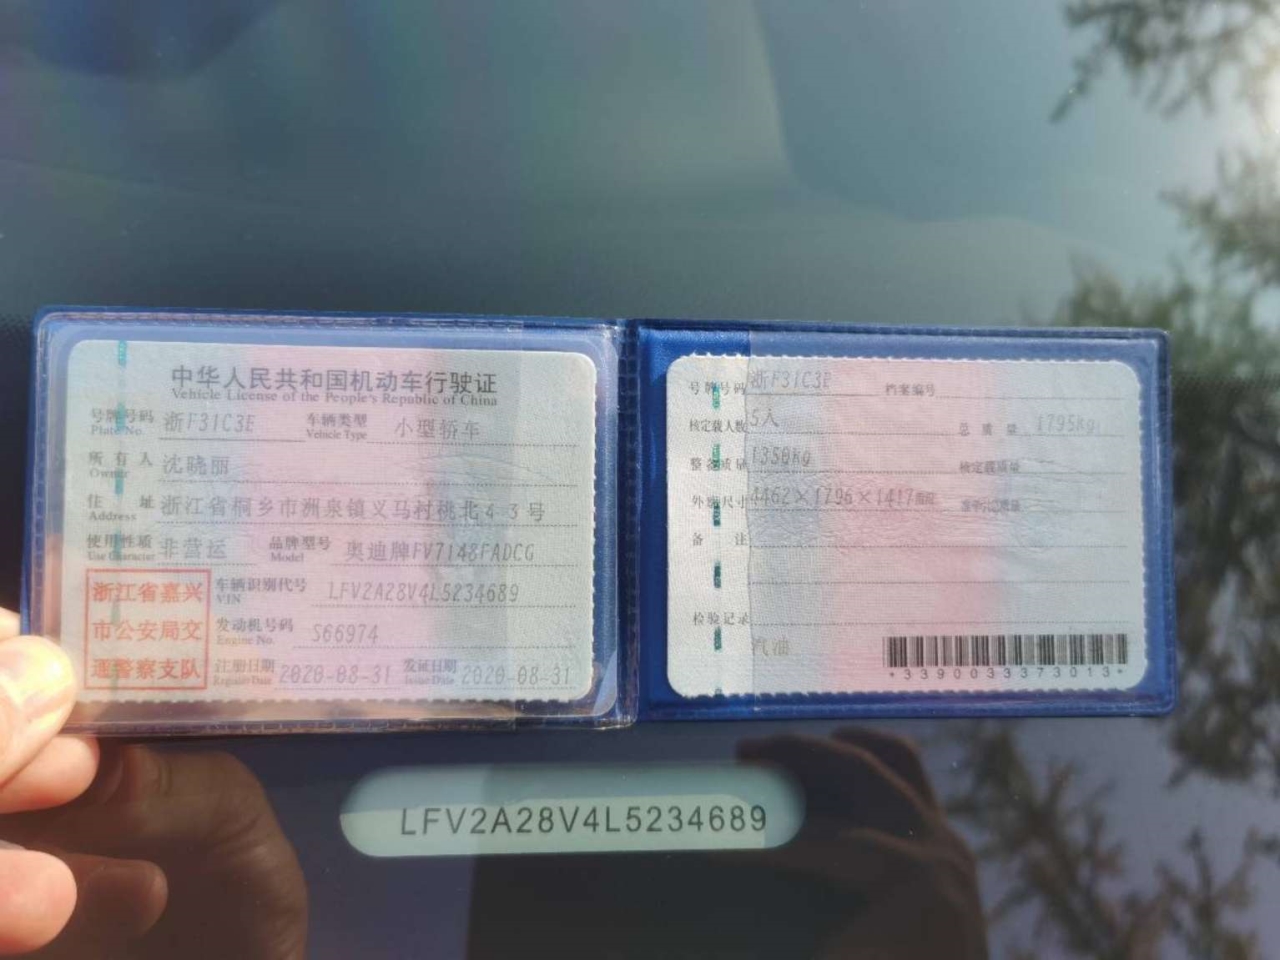 中华人民共和国机动车行驶证
Vehicle License of the People's Republic of China
号牌号码 浙F31C3E 车辆类型 小型轿车
Plate No. Vehicle Type
所有人 沈晓丽
Owner
住址 浙江省桐乡市洲泉镇义马村桃北43号
Address
使用性质 非营运 品牌型号 奥迪牌FV7148FADCG
Use Character Model
浙江省嘉兴
市公安局交
通警察支队
车辆识别代号 LFV2A28V4L5234689
VIN
发动机号码 S66974
Engine No.
注册日期 2020-08-31 发证日期 2020-08-31
Register Date Issue Date
号牌号码 浙F31C3E 档案编号
核定载人数 5人 总质量 1795kg
整备质量 1350kg 核定载质量
外廓尺寸 4462×1796×1417mm
备注
检验记录
汽油
*3390033373013*
LFV2A28V4L5234689